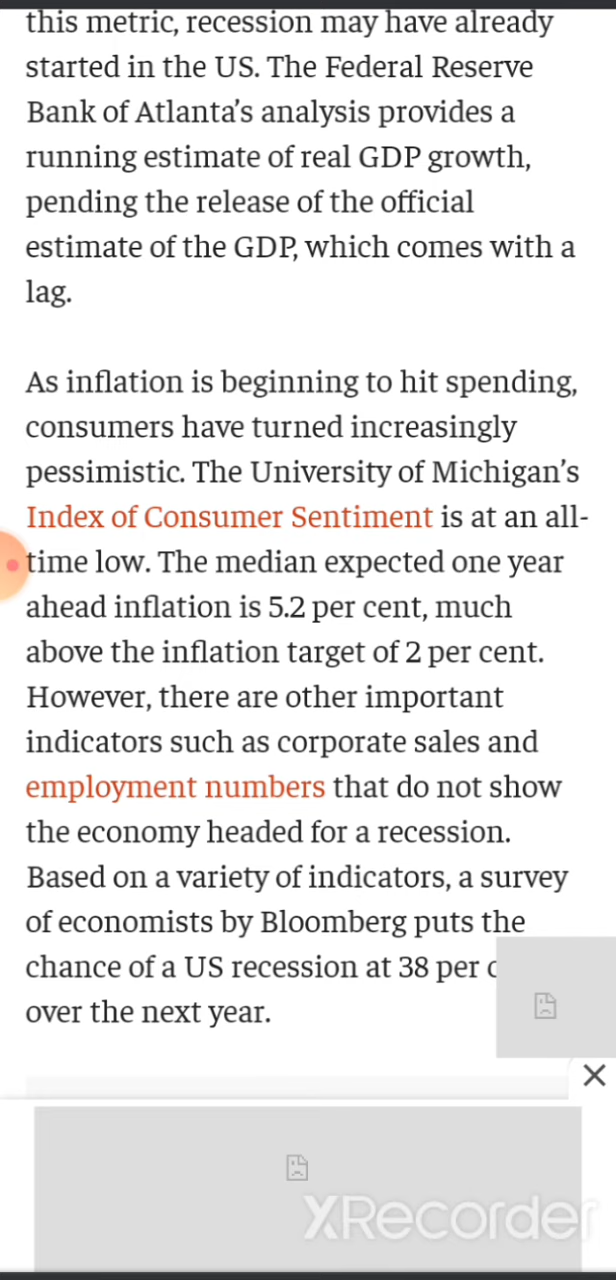 this metric, recession may have already
started in the US. The Federal Reserve
Bank of Atlanta’s analysis provides a
running estimate of real GDP growth,
pending the release of the official
estimate of the GDP, which comes with a
lag.
As inflation is beginning to hit spending,
consumers have turned increasingly
pessimistic. The University of Michigan’s
Index of Consumer Sentiment is at an all-
time low. The median expected one year
ahead inflation is 5.2 per cent, much
above the inflation target of 2 per cent.
However, there are other important
indicators such as corporate sales and
employment numbers that do not show
the economy headed for a recession.
Based on a variety of indicators, a survey
of economists by Bloomberg puts the
chance of a US recession at 38 per
over the next year.
XRecorder